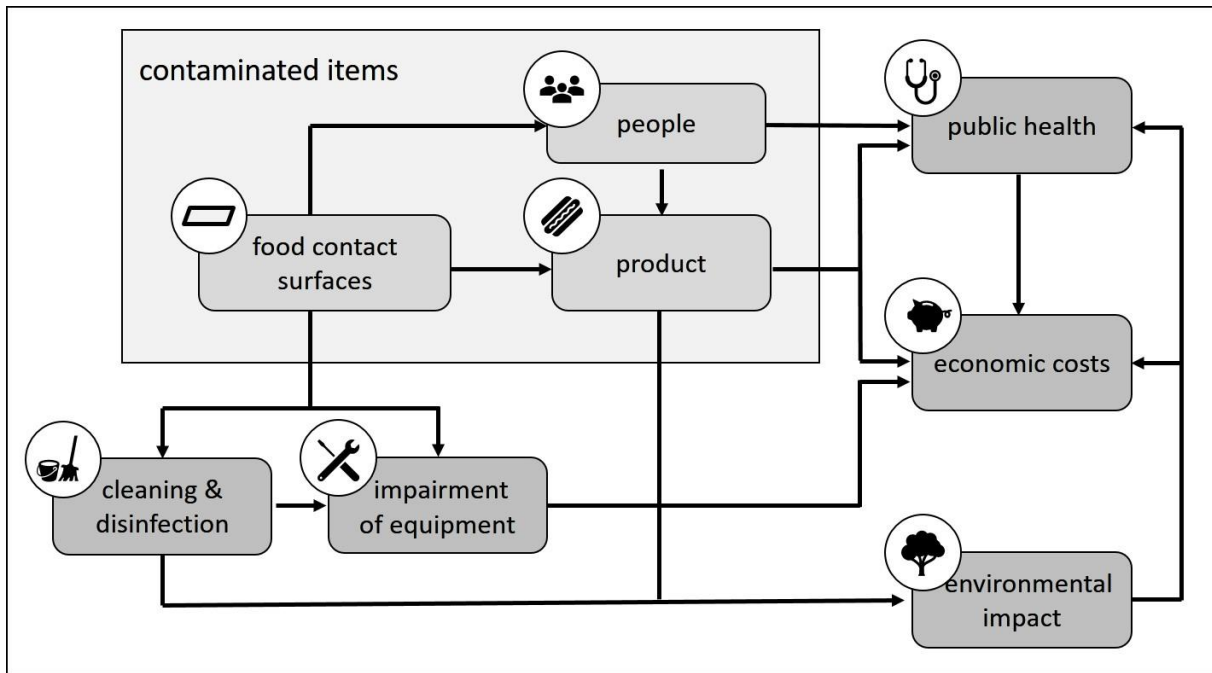 contaminated items
people
public health
food contact
surfaces
product
economic costs
cleaning &
disinfection
impairment
of equipment
environmental
impact